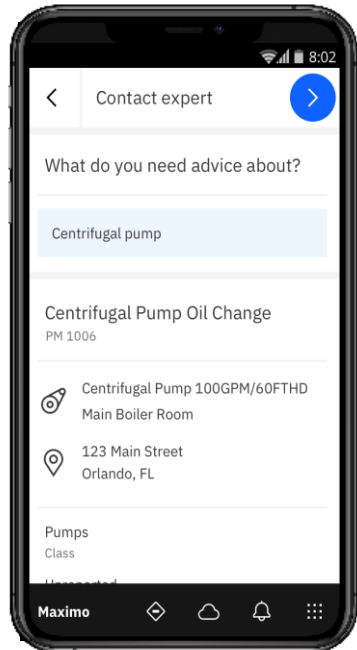 8:02
Contact expert
What do you need advice about?
Centrifugal pump
Centrifugal Pump Oil Change
PM 1006
Centrifugal Pump 100GPM/60FTHD
Main Boiler Room
123 Main Street
Orlando, FL
Pumps
Class
Maximo